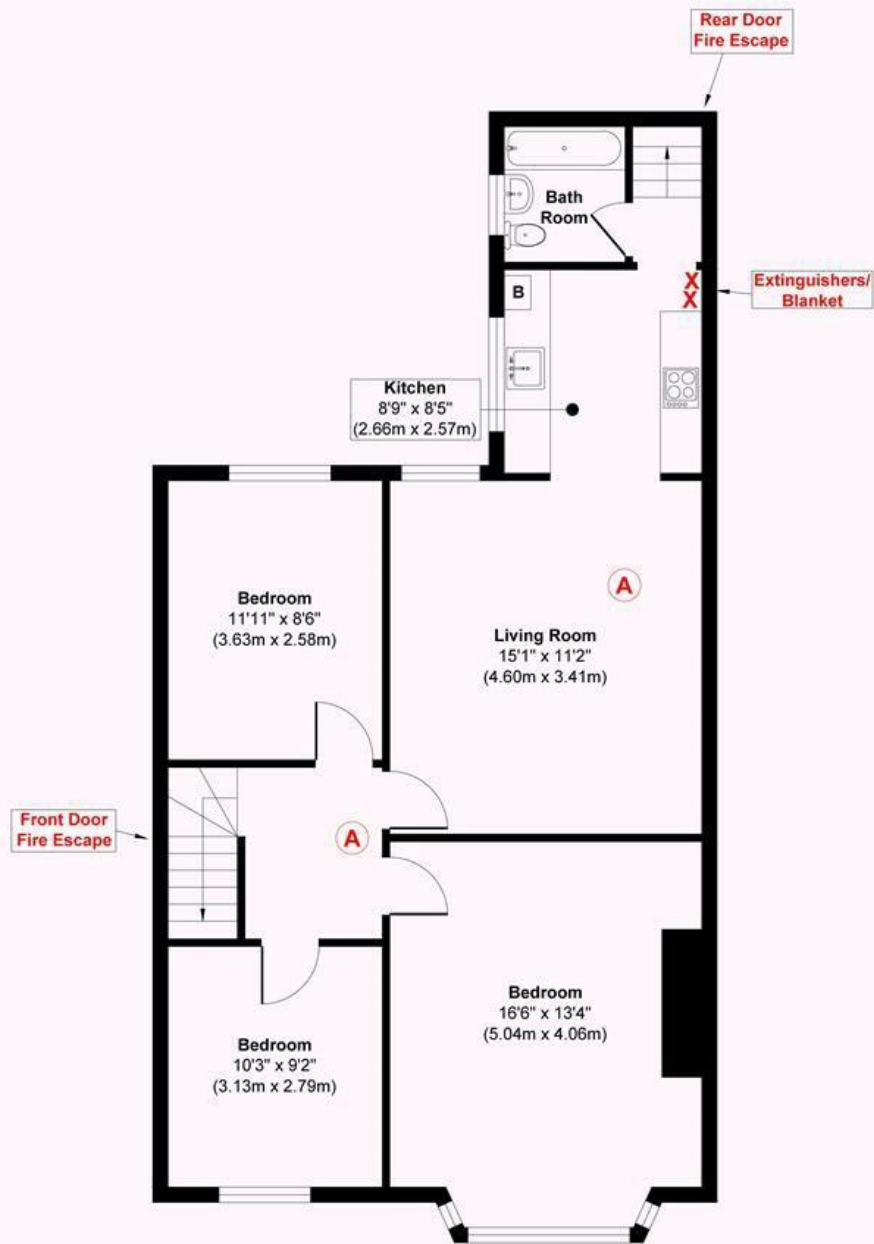 Rear Door
Fire Escape
Bath
Room
B
X
X
Extinguishers/
Blanket
Kitchen
8'9" x 8'5"
(2.66m x 2.57m)
Bedroom
11'11" x 8'6"
(3.63m x 2.58m)
A
Living Room
15'1" x 11'2"
(4.60m x 3.41m)
Front Door
Fire Escape
A
Bedroom
16'6" x 13'4"
(5.04m x 4.06m)
Bedroom
10'3" x 9'2"
(3.13m x 2.79m)